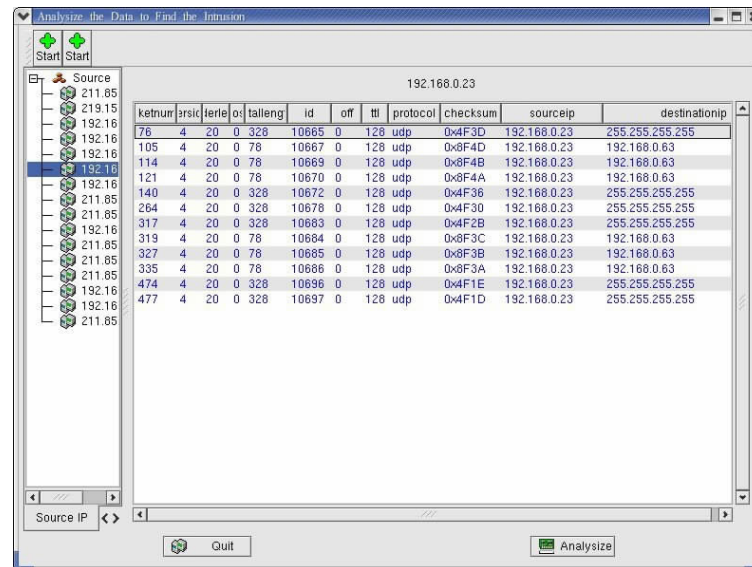 Analysize the Data to Find the Intrusion
Start Start
Source
211.85
219.15
192.16
192.16
192.16
192.16
192.16
211.85
211.85
192.16
211.85
211.85
211.85
192.16
192.16
211.85
Source IP
192.168.0.23
ketnum ersic derle os talleng id off ttl protocol checksum sourceip destinationip
76 4 20 0 328 10665 0 128 udp 0x4F3D 192.168.0.23 255.255.255.255
105 4 20 0 78 10667 0 128 udp 0x8F4D 192.168.0.23 192.168.0.63
114 4 20 0 78 10669 0 128 udp 0x8F4B 192.168.0.23 192.168.0.63
121 4 20 0 78 10670 0 128 udp 0x8F4A 192.168.0.23 192.168.0.63
140 4 20 0 328 10672 0 128 udp 0x4F36 192.168.0.23 255.255.255.255
264 4 20 0 328 10678 0 128 udp 0x4F30 192.168.0.23 255.255.255.255
317 4 20 0 328 10683 0 128 udp 0x4F2B 192.168.0.23 255.255.255.255
319 4 20 0 78 10684 0 128 udp 0x8F3C 192.168.0.23 192.168.0.63
327 4 20 0 78 10685 0 128 udp 0x8F3B 192.168.0.23 192.168.0.63
335 4 20 0 78 10686 0 128 udp 0x8F3A 192.168.0.23 192.168.0.63
474 4 20 0 328 10696 0 128 udp 0x4F1E 192.168.0.23 255.255.255.255
477 4 20 0 328 10697 0 128 udp 0x4F1D 192.168.0.23 255.255.255.255
Quit
Analysize